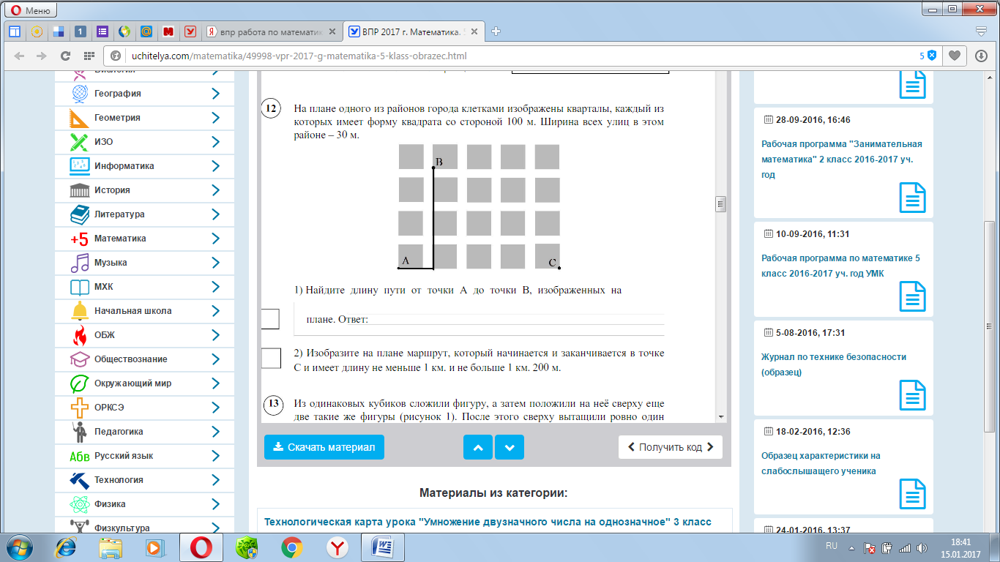 Меню
впр работа по математик
ВПР 2017 г. Математика. 5
uchitelya.com/matematika/49998-vpr-2017-g-matematika-5-klass-obrazec.html
5
География
Геометрия
ИЗО
Информатика
История
Литература
+5 Математика
Музыка
МХК
Начальная школа
ОБЖ
Обществознание
Окружающий мир
ОРКСЭ
Педагогика
Абв Русский язык
Технология
Физика
Физкультура
12 На плане одного из районов города клетками изображены кварталы, каждый из
которых имеет форму квадрата со стороной 100 м. Ширина всех улиц в этом
районе – 30 м.
B
A
C
1) Найдите длину пути от точки А до точки В, изображенных на
плане. Ответ:
2) Изобразите на плане маршрут, который начинается и заканчивается в точке
С и имеет длину не меньше 1 км. и не больше 1 км. 200 м.
13 Из одинаковых кубиков сложили фигуру, а затем положили на неё сверху еще
две такие же фигуры (рисунок 1). После этого сверху вытащили ровно один
Скачать материал
Получить код
Материалы из категории:
Технологическая карта урока "Умножение двузначного числа на однозначное" 3 класс
28-09-2016, 16:46
Рабочая программа "Занимательная
математика" 2 класс 2016-2017 уч.
год
10-09-2016, 11:31
Рабочая программа по математике 5
класс 2016-2017 уч. год УМК
5-08-2016, 17:31
Журнал по технике безопасности
(образец)
18-02-2016, 12:36
Образец характеристики на
слабослышащего ученика
24-01-2016, 13:37
RU
18:41
15.01.2017